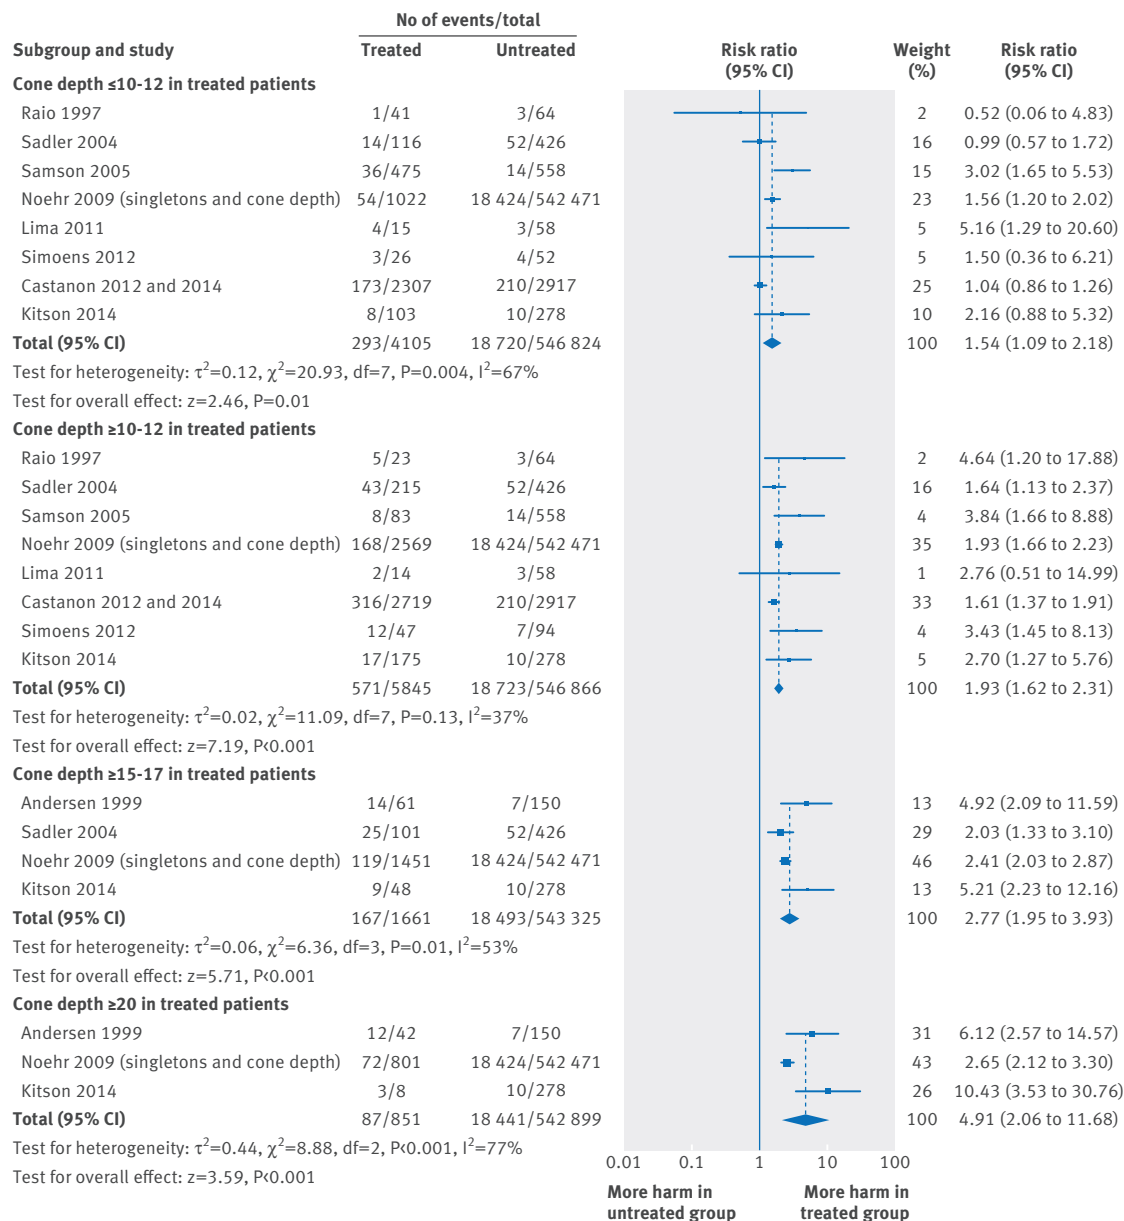 No of events/total
Subgroup and study Treated Untreated Risk ratio (95% CI) Weight (%) Risk ratio (95% CI)
Cone depth ≤10-12 in treated patients
Raio 1997 1/41 3/64 2 0.52 (0.06 to 4.83)
Sadler 2004 14/116 52/426 16 0.99 (0.57 to 1.72)
Samson 2005 36/475 14/558 15 3.02 (1.65 to 5.53)
Noehr 2009 (singletons and cone depth) 54/1022 18 424/542 471 23 1.56 (1.20 to 2.02)
Lima 2011 4/15 3/58 5 5.16 (1.29 to 20.60)
Simoens 2012 3/26 4/52 5 1.50 (0.36 to 6.21)
Castanon 2012 and 2014 173/2307 210/2917 25 1.04 (0.86 to 1.26)
Kitson 2014 8/103 10/278 10 2.16 (0.88 to 5.32)
Total (95% CI) 293/4105 18 720/546 824 100 1.54 (1.09 to 2.18)
Test for heterogeneity: τ²=0.12, χ²=20.93, df=7, P=0.004, I²=67%
Test for overall effect: z=2.46, P=0.01
Cone depth ≥10-12 in treated patients
Raio 1997 5/23 3/64 2 4.64 (1.20 to 17.88)
Sadler 2004 43/215 52/426 16 1.64 (1.13 to 2.37)
Samson 2005 8/83 14/558 4 3.84 (1.66 to 8.88)
Noehr 2009 (singletons and cone depth) 168/2569 18 424/542 471 35 1.93 (1.66 to 2.23)
Lima 2011 2/14 3/58 1 2.76 (0.51 to 14.99)
Castanon 2012 and 2014 316/2719 210/2917 33 1.61 (1.37 to 1.91)
Simoens 2012 12/47 7/94 4 3.43 (1.45 to 8.13)
Kitson 2014 17/175 10/278 5 2.70 (1.27 to 5.76)
Total (95% CI) 571/5845 18 723/546 866 100 1.93 (1.62 to 2.31)
Test for heterogeneity: τ²=0.02, χ²=11.09, df=7, P=0.13, I²=37%
Test for overall effect: z=7.19, P<0.001
Cone depth ≥15-17 in treated patients
Andersen 1999 14/61 7/150 13 4.92 (2.09 to 11.59)
Sadler 2004 25/101 52/426 29 2.03 (1.33 to 3.10)
Noehr 2009 (singletons and cone depth) 119/1451 18 424/542 471 46 2.41 (2.03 to 2.87)
Kitson 2014 9/48 10/278 13 5.21 (2.23 to 12.16)
Total (95% CI) 167/1661 18 493/543 325 100 2.77 (1.95 to 3.93)
Test for heterogeneity: τ²=0.06, χ²=6.36, df=3, P=0.01, I²=53%
Test for overall effect: z=5.71, P<0.001
Cone depth ≥20 in treated patients
Andersen 1999 12/42 7/150 31 6.12 (2.57 to 14.57)
Noehr 2009 (singletons and cone depth) 72/801 18 424/542 471 43 2.65 (2.12 to 3.30)
Kitson 2014 3/8 10/278 26 10.43 (3.53 to 30.76)
Total (95% CI) 87/851 18 441/542 899 100 4.91 (2.06 to 11.68)
Test for heterogeneity: τ²=0.44, χ²=8.88, df=2, P<0.001, I²=77%
Test for overall effect: z=3.59, P<0.001
0.01 0.1 1 10 100
More harm in untreated group More harm in treated group